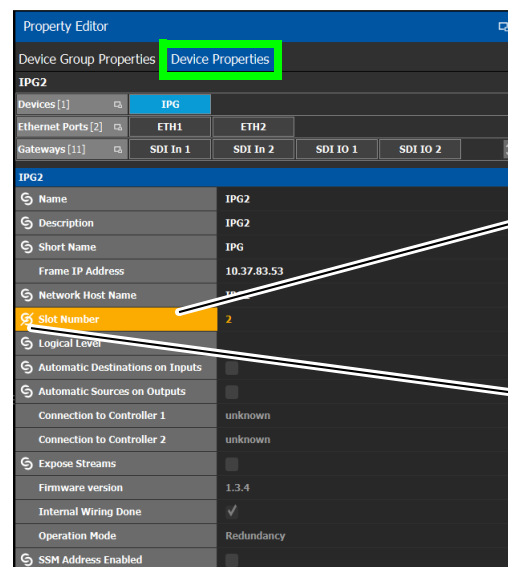 Property Editor
Device Group Properties Device Properties
IPG2
Devices [1] IPG
Ethernet Ports [2] ETH1 ETH2
Gateways [11] SDI In 1 SDI In 2 SDI IO 1 SDI IO 2
IPG2
Name IPG2
Description IPG2
Short Name IPG
Frame IP Address 10.37.83.53
Network Host Name
Slot Number 2
Logical Level
Automatic Destinations on Inputs
Automatic Sources on Outputs
Connection to Controller 1 unknown
Connection to Controller 2 unknown
Expose Streams
Firmware version 1.3.4
Internal Wiring Done
Operation Mode Redundancy
SSM Address Enabled